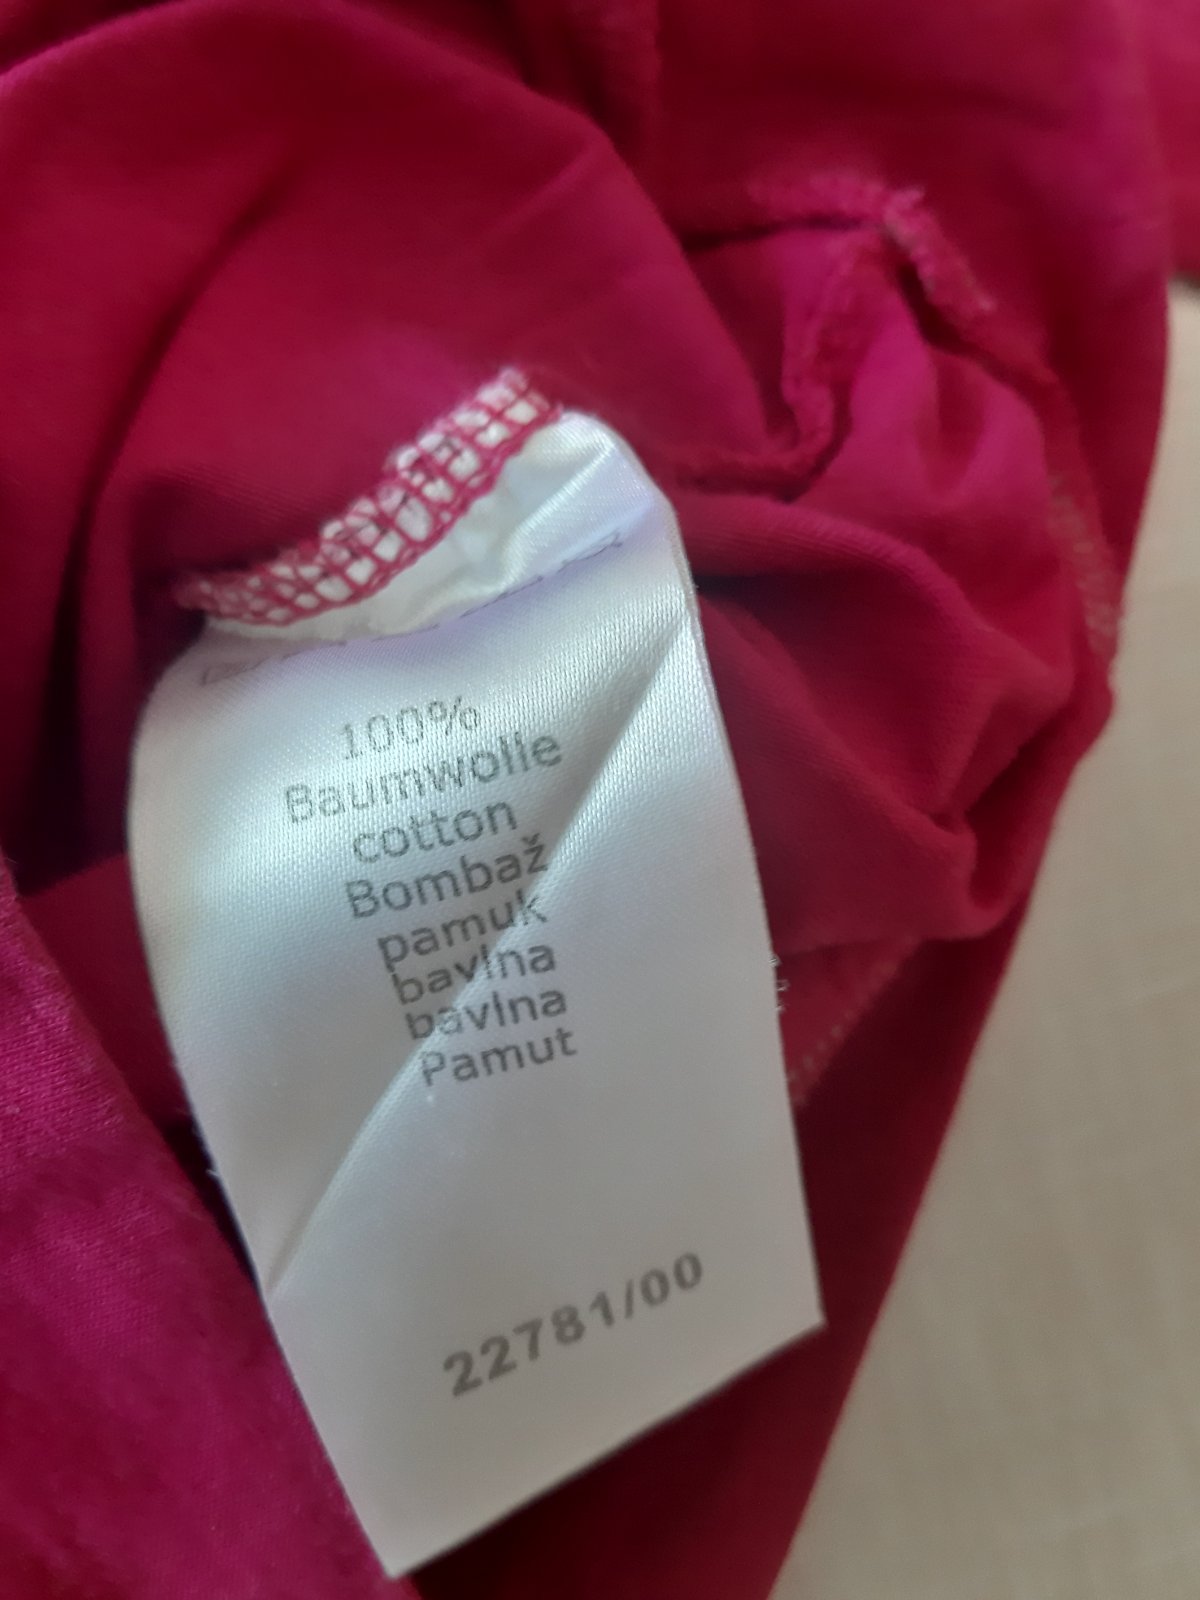 100%
Baumwolle
cotton
Bombaž
pamuk
bavlna
bavlna
Pamut
22781/00